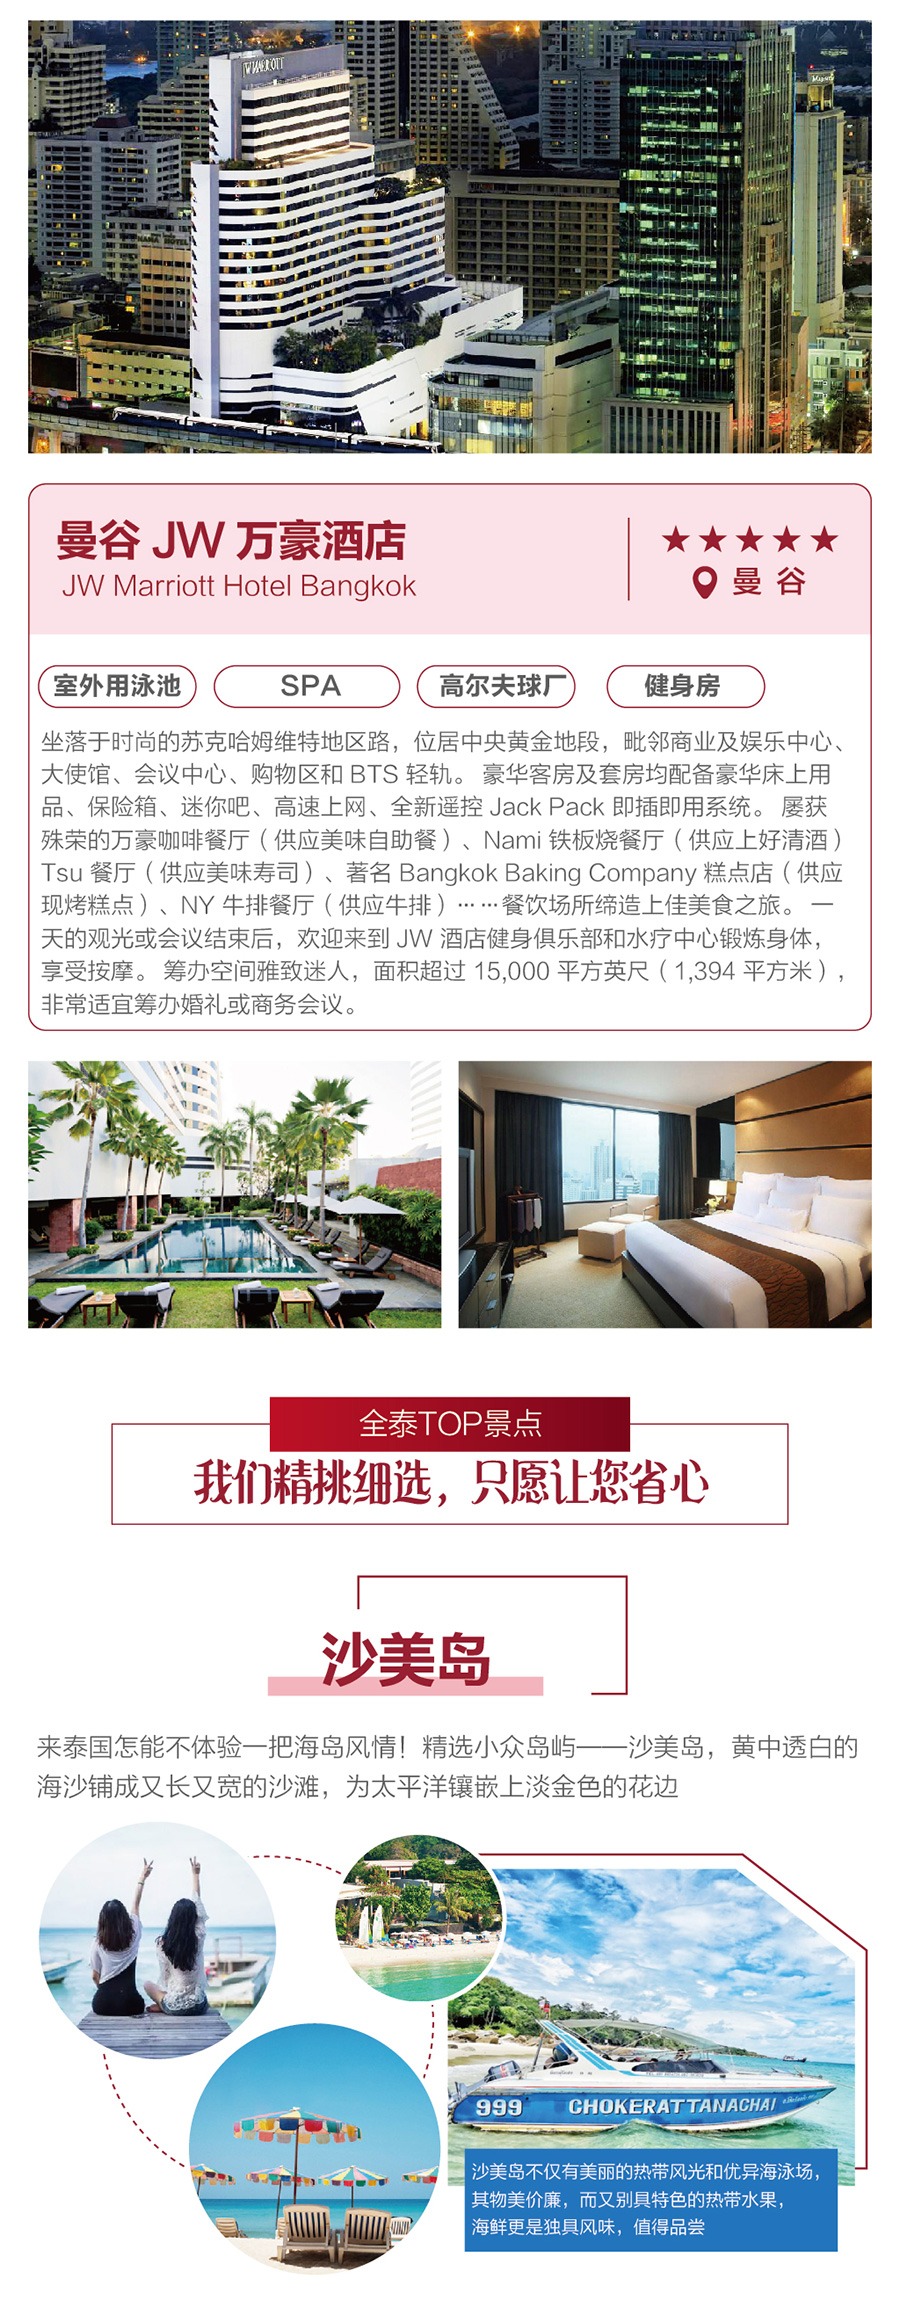 JW MARRIOTT
曼谷 JW 万豪酒店
JW Marriott Hotel Bangkok
★★★★★
曼谷
室外用泳池
SPA
高尔夫球厂
健身房
坐落于时尚的苏克哈姆维特地区路，位居中央黄金地段，毗邻商业及娱乐中心、
大使馆、会议中心、购物区和 BTS 轻轨。 豪华客房及套房均配备豪华床上用
品、保险箱、迷你吧、高速上网、全新遥控 Jack Pack 即插即用系统。 屡获
殊荣的万豪咖啡餐厅（供应美味自助餐）、Nami 铁板烧餐厅（供应上好清酒）
Tsu 餐厅（供应美味寿司）、著名 Bangkok Baking Company 糕点店（供应
现烤糕点）、NY 牛排餐厅（供应牛排）……餐饮场所缔造上佳美食之旅。 一
天的观光或会议结束后，欢迎来到 JW 酒店健身俱乐部和水疗中心锻炼身体，
享受按摩。 筹办空间雅致迷人，面积超过 15,000 平方英尺（1,394 平方米），
非常适宜筹办婚礼或商务会议。
全泰TOP景点
我们精挑细选，只愿让您省心
沙美岛
来泰国怎能不体验一把海岛风情！精选小众岛屿——沙美岛，黄中透白的
海沙铺成又长又宽的沙滩，为太平洋镶嵌上淡金色的花边
999 CHOKERATTANACHAI
沙美岛不仅有美丽的热带风光和优异海泳场，
其物美价廉，而又别具特色的热带水果，
海鲜更是独具风味，值得品尝